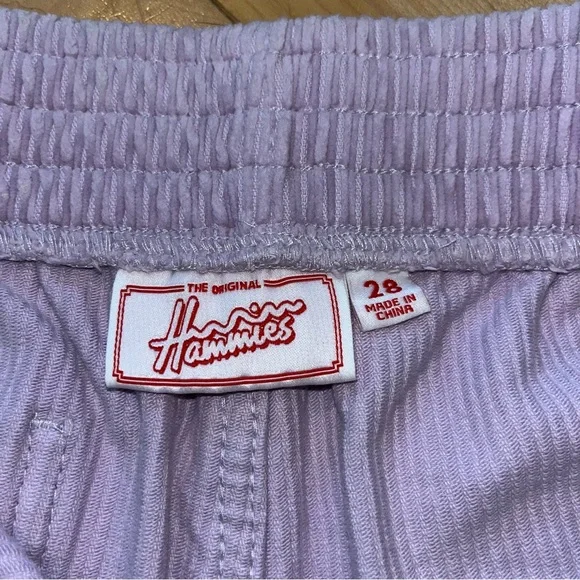 THE ORIGINAL
Hammies
28
MADE IN
CHINA